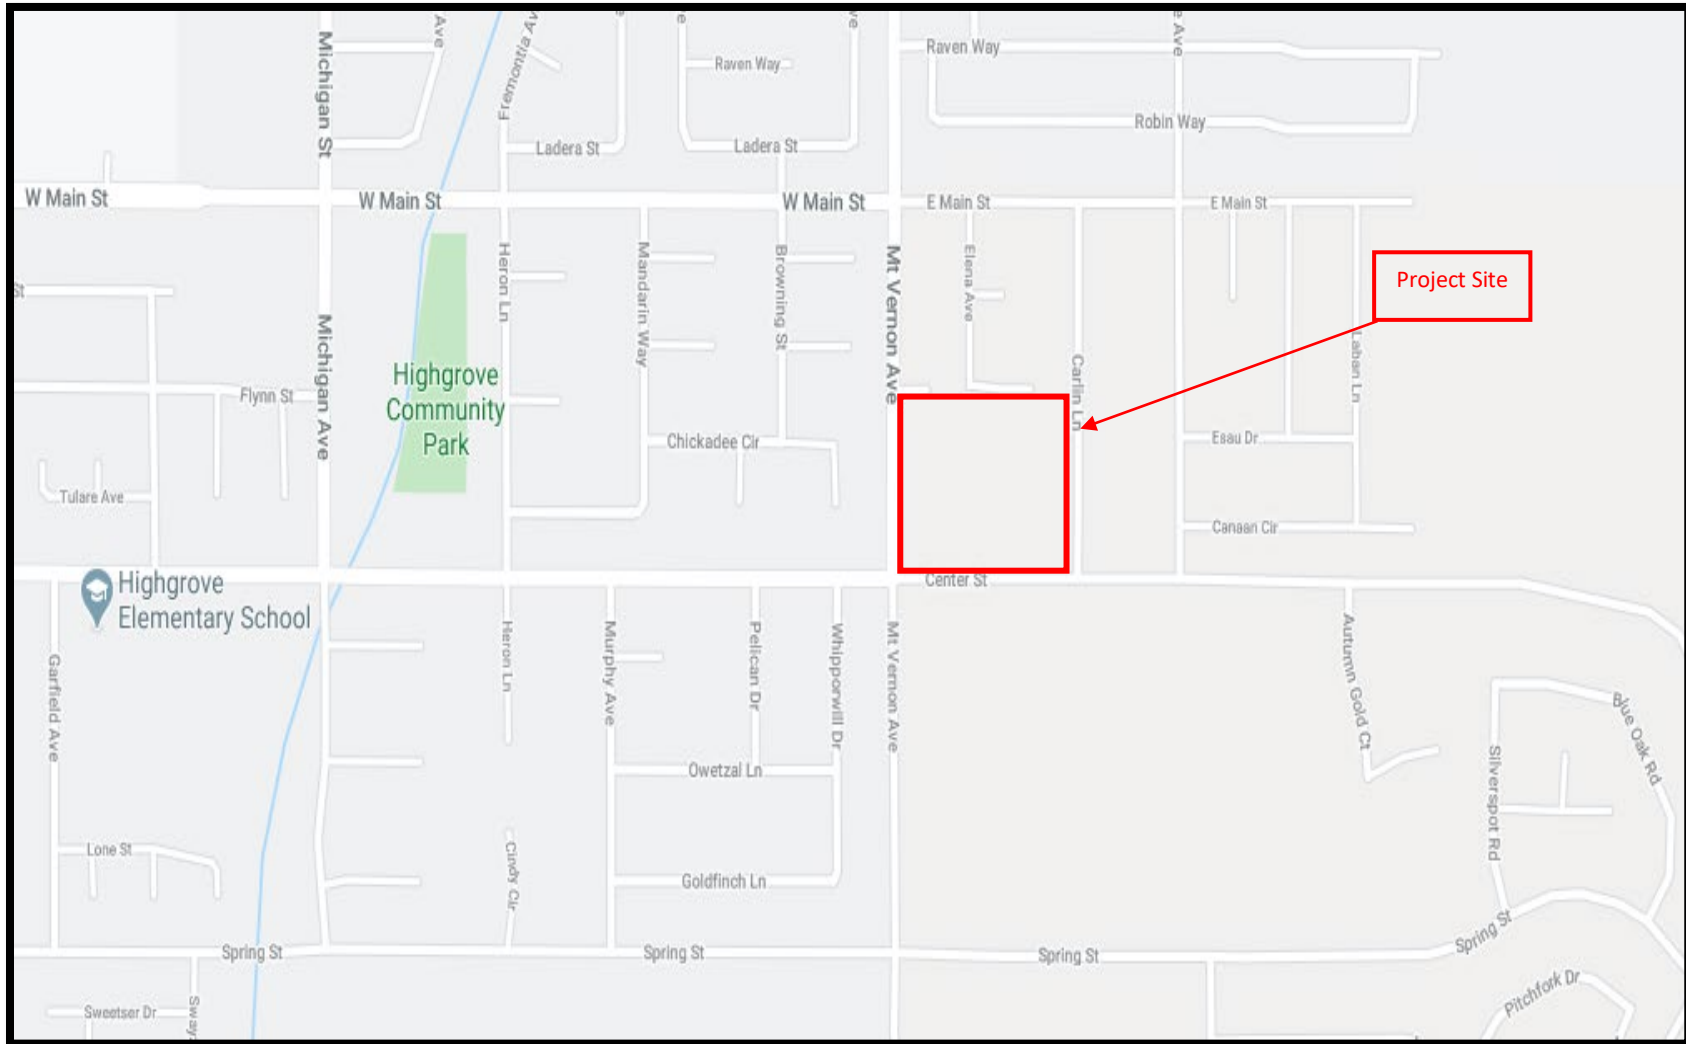 Ave
Fremontia Av
e
e
ve
e Ave
Michigan St
Raven Way
Raven Way
Robin Way
Ladera St
Ladera St
W Main St
W Main St
W Main St
E Main St
E Main St
Heron Ln
Mandarin Way
Browning St
Mt Vernon Ave
Elena Ave
Project Site
St
Michigan Ave
Carlin Ln
Laban Ln
Flynn St
Highgrove
Community
Park
Chickadee Cir
Esau Dr
Tulare Ave
Canaan Cir
Highgrove
Elementary School
Center St
Garfield Ave
Heron Ln
Murphy Ave
Pelican Dr
Whipporwill Dr
Mt Vernon Ave
Autumn Gold Ct
Blue Oak Rd
Silverspot Rd
Owetzal Ln
Lone St
Cindy Cir
Goldfinch Ln
Spring St
Spring St
Spring St
Spring St
Sweetser Dr
Sway
Pitchfork Dr